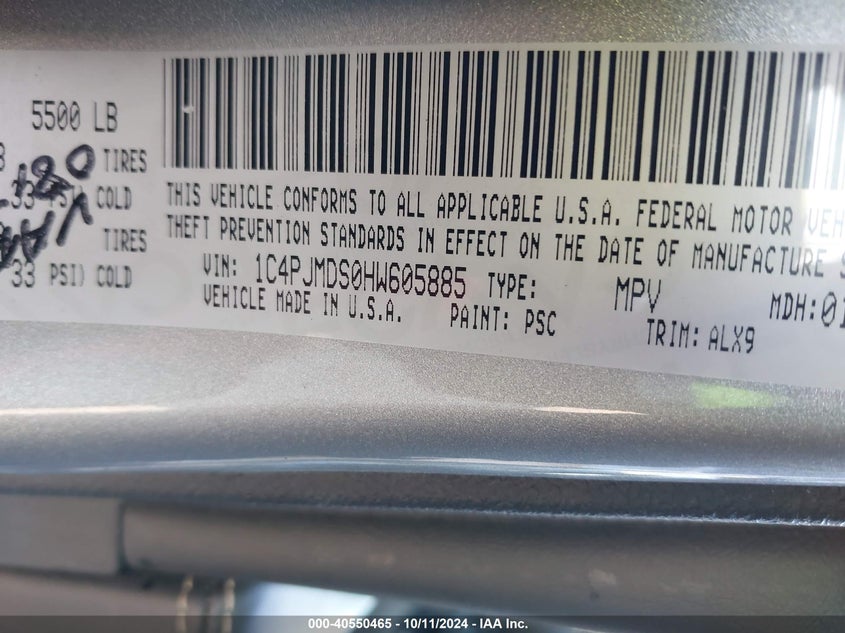 5500 LB
TIRES
COLD
TIRES
33 PSI) COLD
THIS VEHICLE CONFORMS TO ALL APPLICABLE U.S.A. FEDERAL MOTOR
THEFT PREVENTION STANDARDS IN EFFECT ON THE DATE OF MANUFACTURE
VIN: 1C4PJMDS0HW605885 TYPE: MPV MDH:01
VEHICLE MADE IN U.S.A. PAINT: PSC TRIM: ALX9
000-40550465 - 10/11/2024 - IAA Inc.